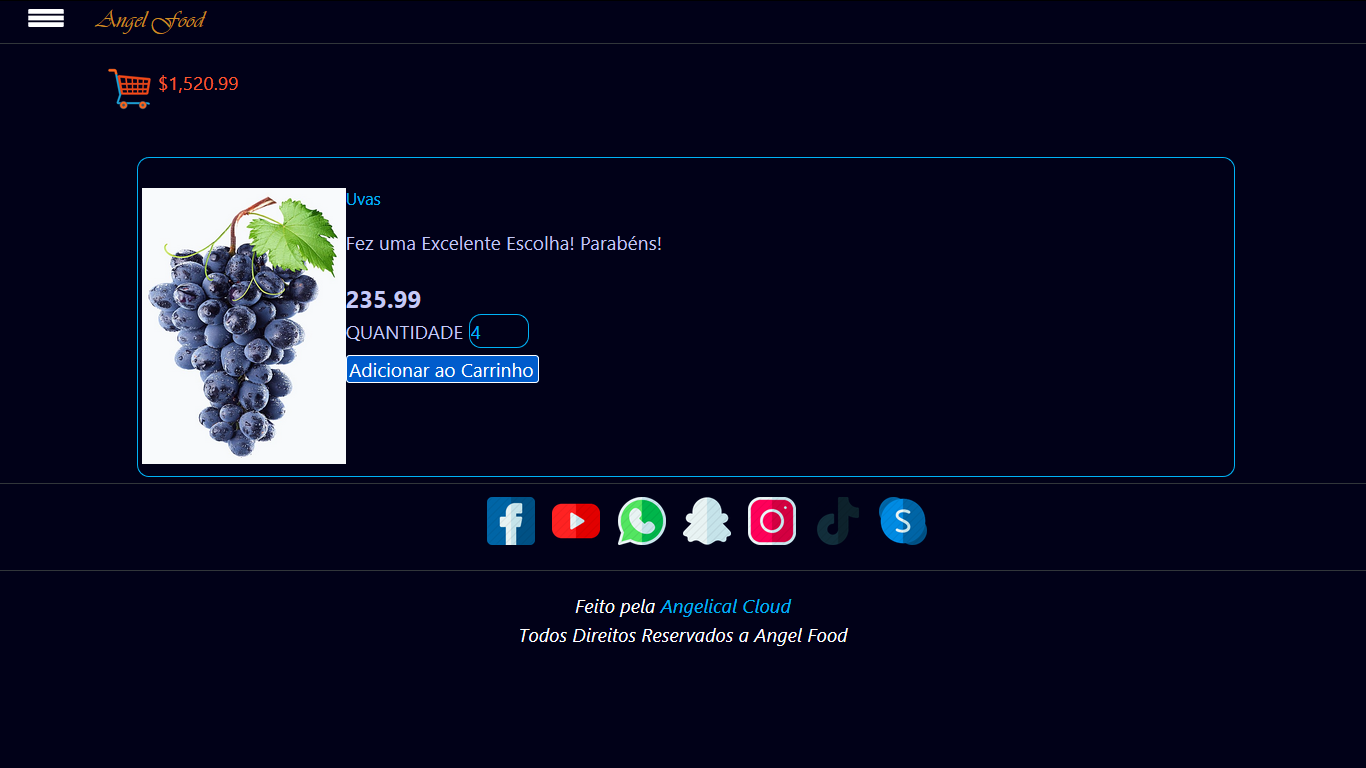 Angel Food
$1,520.99
Uvas
Fez uma Excelente Escolha! Parabéns!
235.99
QUANTIDADE 4
Adicionar ao Carrinho
Feito pela Angelical Cloud
Todos Direitos Reservados a Angel Food